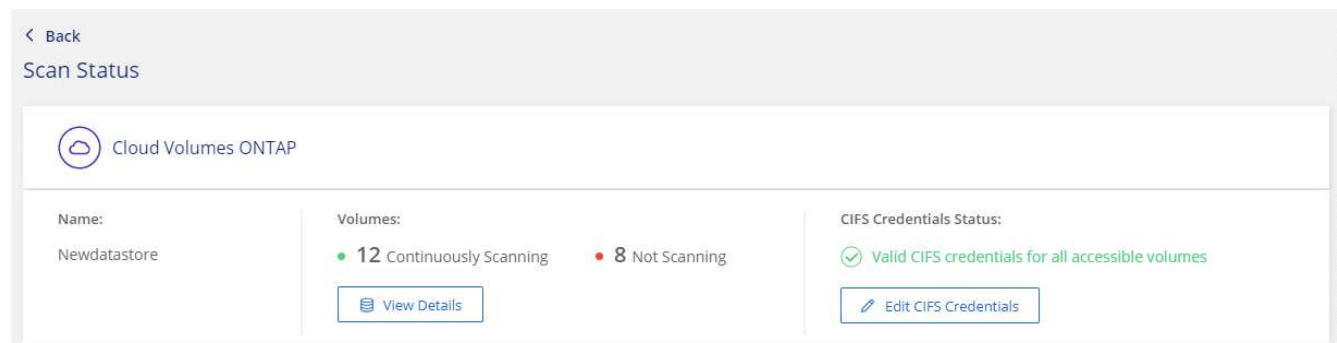 Back
Scan Status
Cloud Volumes ONTAP
Name:
Newdatastore
Volumes:
12 Continuously Scanning
8 Not Scanning
View Details
CIFS Credentials Status:
Valid CIFS credentials for all accessible volumes
Edit CIFS Credentials